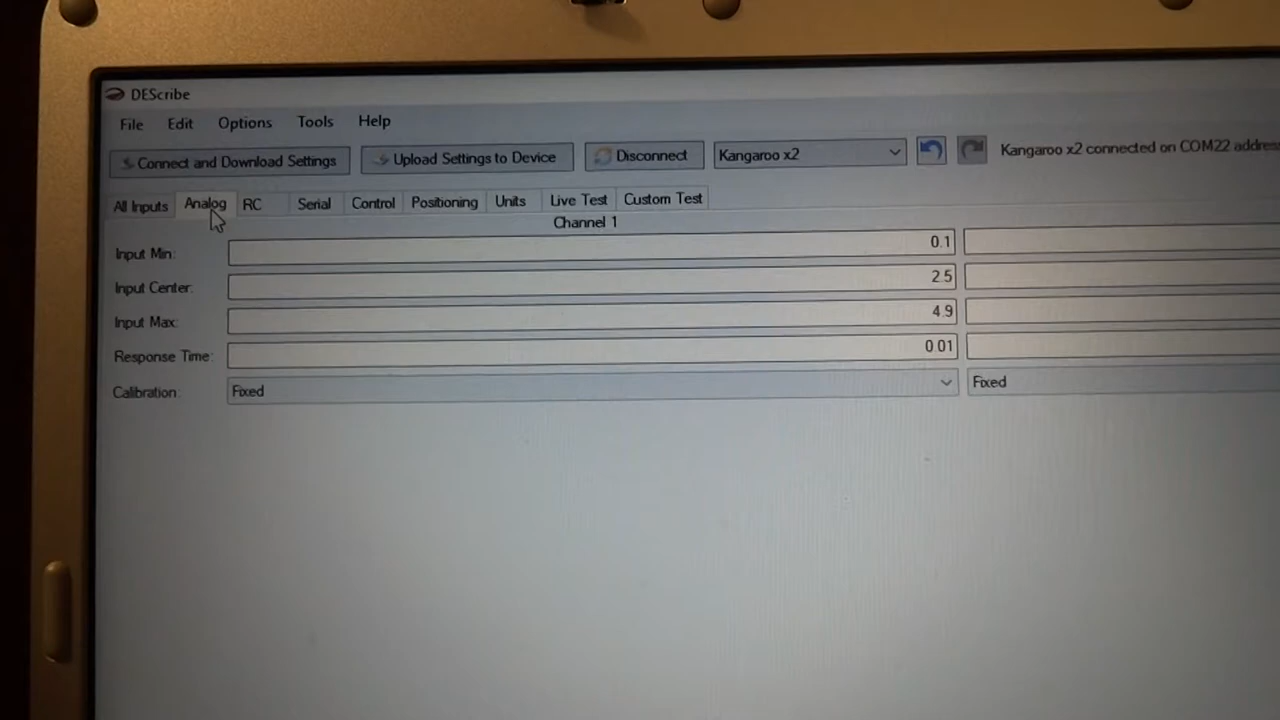 DEScribe
File Edit Options Tools Help
Connect and Download Settings Upload Settings to Device Disconnect Kangaroo x2 Kangaroo x2 connected on COM22 address
All Inputs Analog RC Serial Control Positioning Units Live Test Custom Test
Channel 1
Input Min: 0.1
Input Center: 2.5
Input Max: 4.9
Response Time: 0.01
Calibration: Fixed Fixed